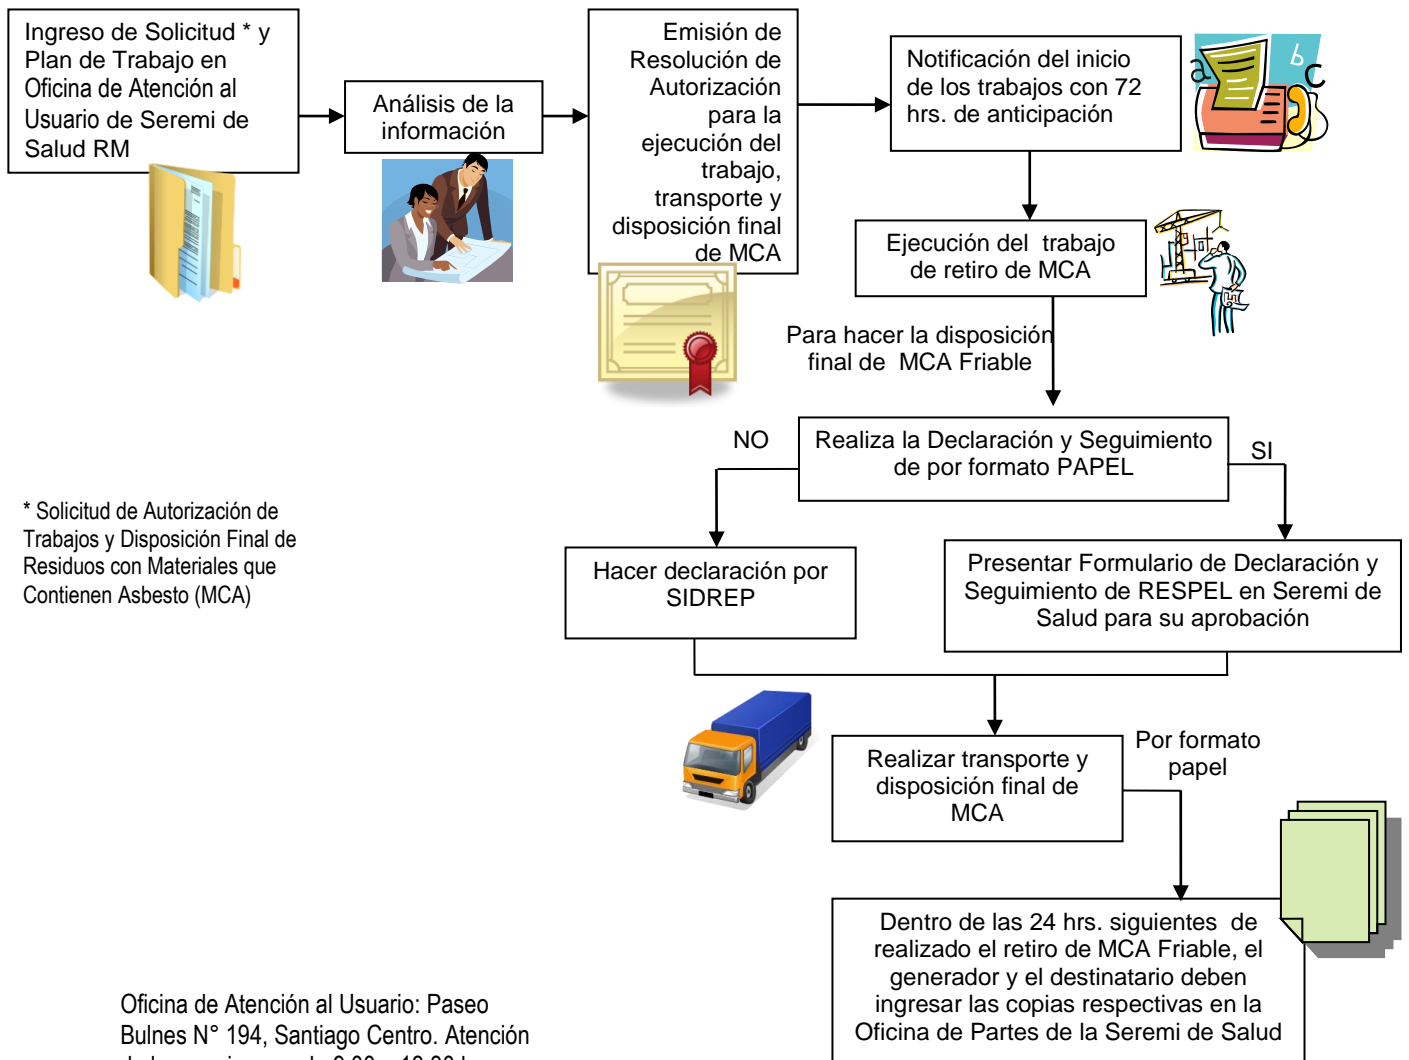 Ingreso de Solicitud * y
Plan de Trabajo en
Oficina de Atención al
Usuario de Seremi de
Salud RM
Análisis de la
información
Emisión de
Resolución de
Autorización
para la
ejecución del
trabajo,
transporte y
disposición final
de MCA
Notificación del inicio
de los trabajos con 72
hrs. de anticipación
a
b
c
Ejecución del trabajo
de retiro de MCA
Para hacer la disposición
final de MCA Friable
NO
Realiza la Declaración y Seguimiento
de por formato PAPEL
SI
* Solicitud de Autorización de
Trabajos y Disposición Final de
Residuos con Materiales que
Contienen Asbesto (MCA)
Hacer declaración por
SIDREP
Presentar Formulario de Declaración y
Seguimiento de RESPEL en Seremi de
Salud para su aprobación
Realizar transporte y
disposición final de
MCA
Por formato
papel
Dentro de las 24 hrs. siguientes de
realizado el retiro de MCA Friable, el
generador y el destinatario deben
ingresar las copias respectivas en la
Oficina de Partes de la Seremi de Salud
Oficina de Atención al Usuario: Paseo
Bulnes N° 194, Santiago Centro. Atención